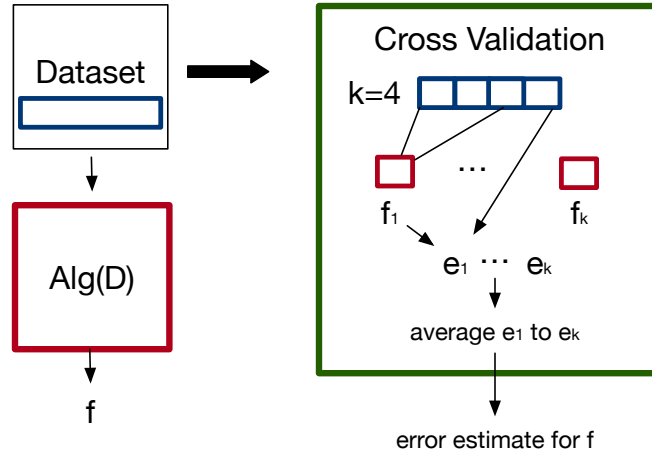 Dataset
Alg(D)
f
Cross Validation
k=4
...
f₁
fₖ
e₁ ... eₖ
average e₁ to eₖ
error estimate for f